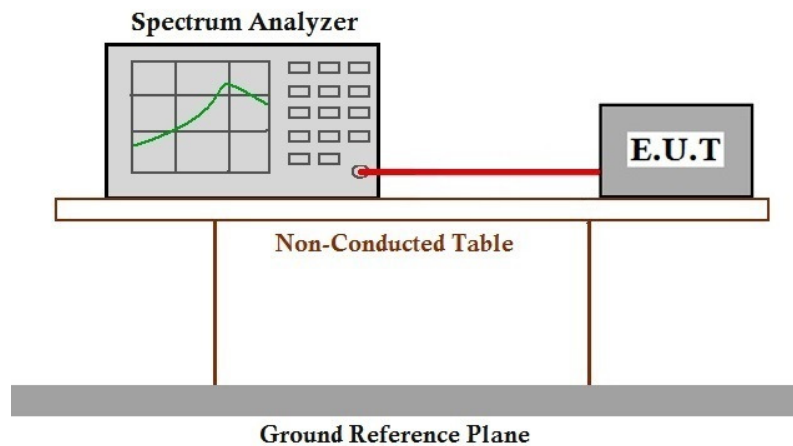 Spectrum Analyzer
E.U.T
Non-Conducted Table
Ground Reference Plane